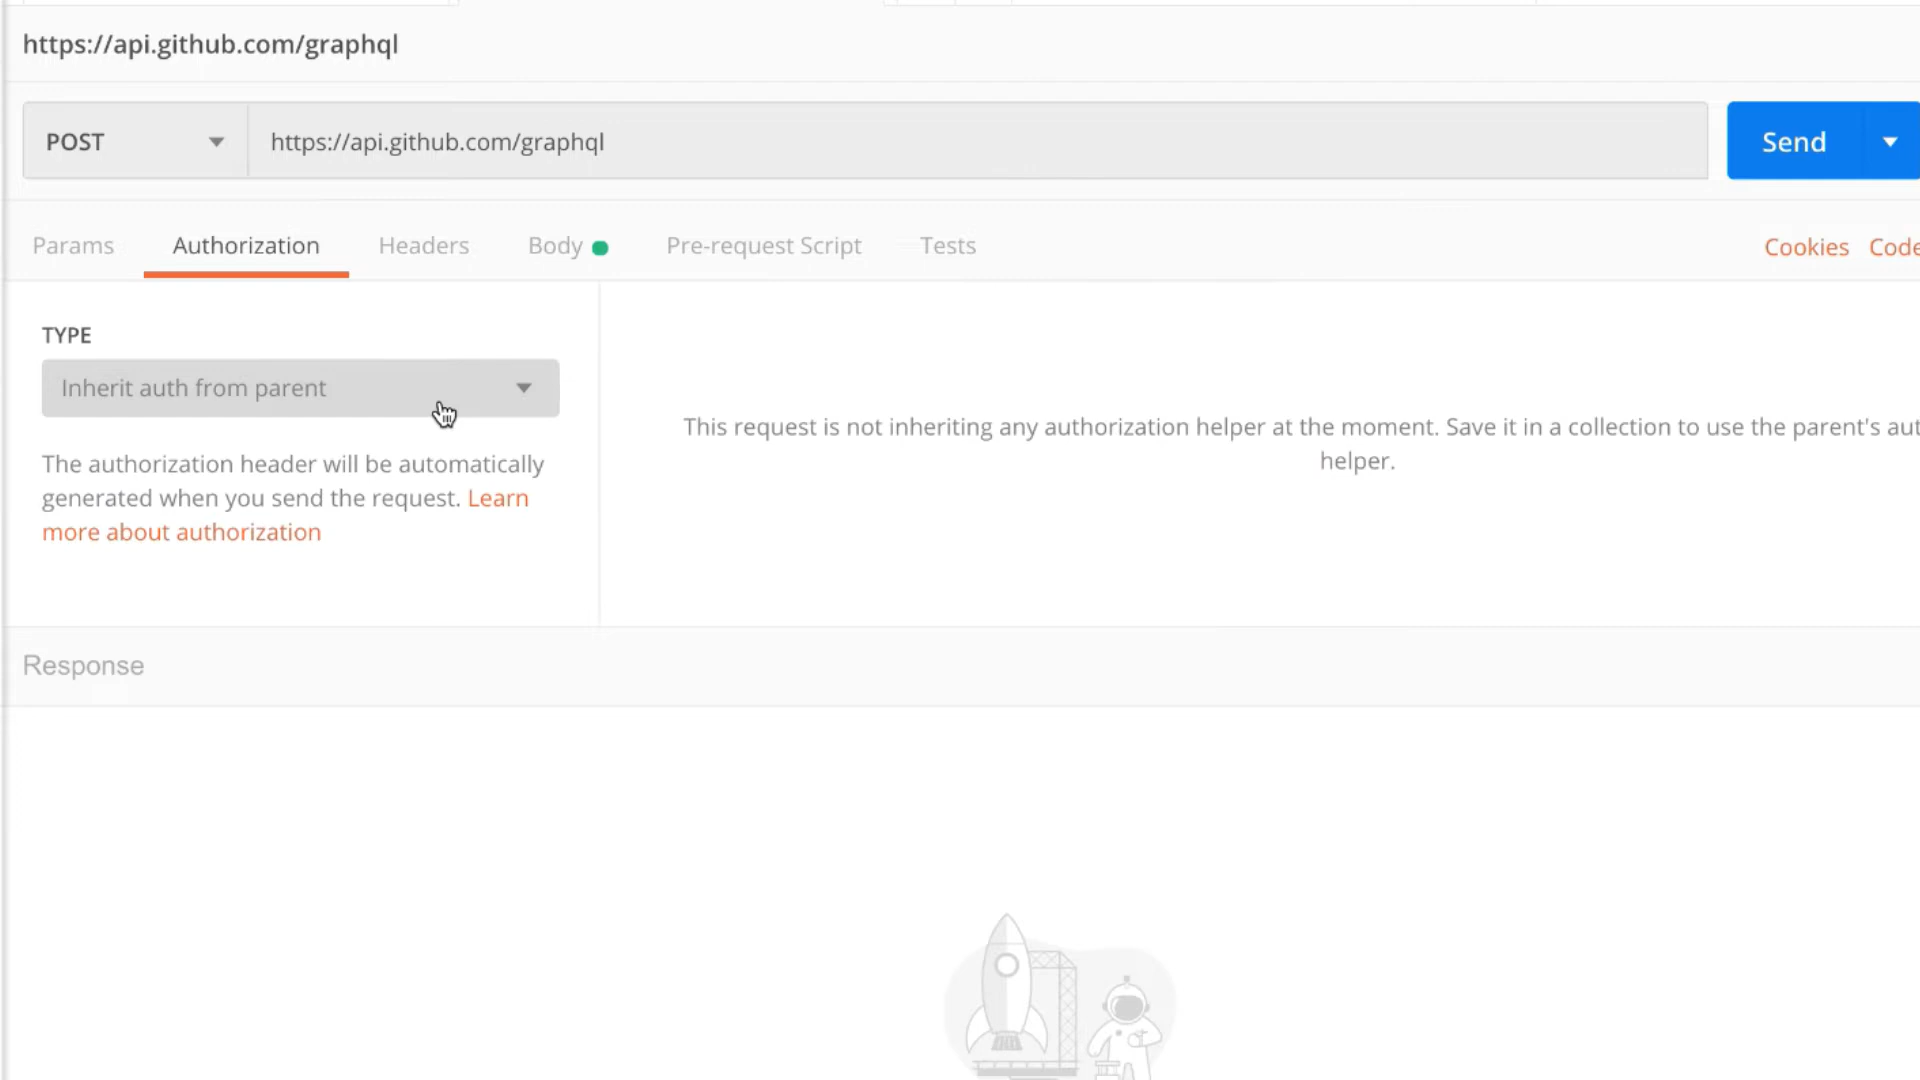 https://api.github.com/graphql
POST
https://api.github.com/graphql
Send
Params
Authorization
Headers
Body
Pre-request Script
Tests
Cookies
Code
TYPE
Inherit auth from parent
The authorization header will be automatically
generated when you send the request. Learn
more about authorization
This request is not inheriting any authorization helper at the moment. Save it in a collection to use the parent's aut
helper.
Response